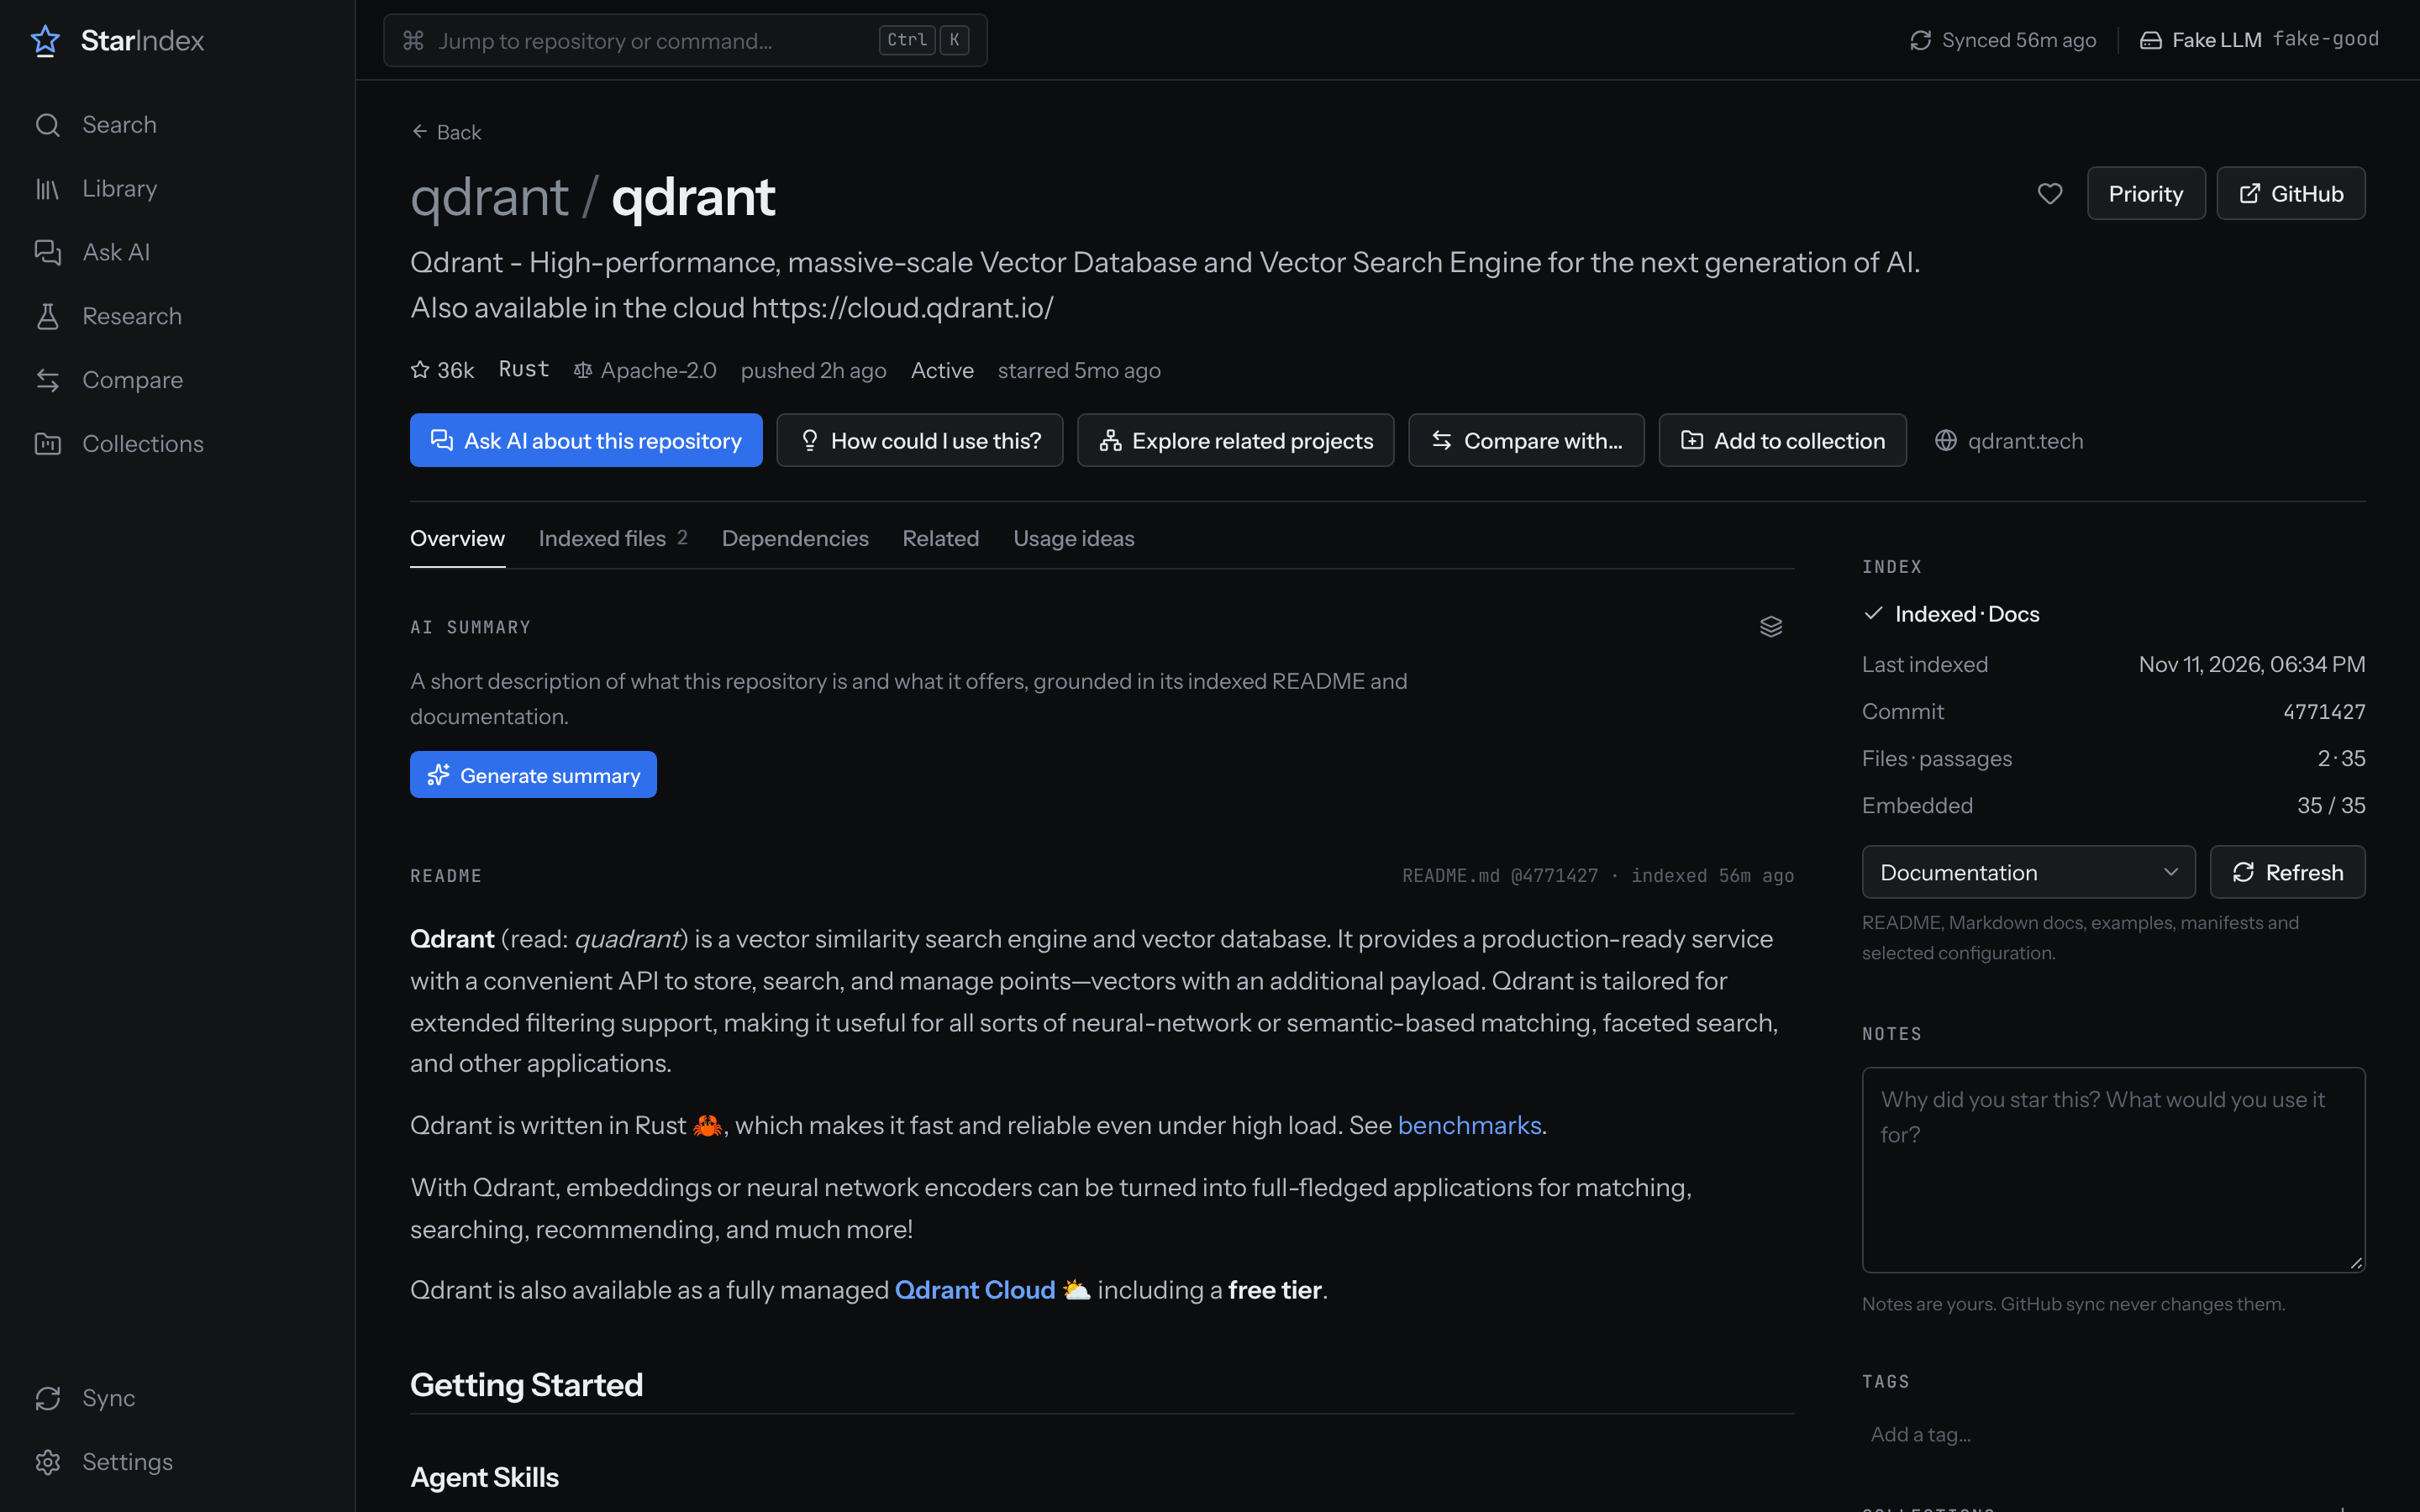 StarIndex
Search
Library
Ask AI
Research
Compare
Collections
Sync
Settings
Jump to repository or command...
Ctrl K
Synced 56m ago
Fake LLM fake-good
Back
qdrant / qdrant
Priority
GitHub
Qdrant - High-performance, massive-scale Vector Database and Vector Search Engine for the next generation of AI.
Also available in the cloud https://cloud.qdrant.io/
36k Rust Apache-2.0 pushed 2h ago Active starred 5mo ago
Ask AI about this repository
How could I use this?
Explore related projects
Compare with...
Add to collection
qdrant.tech
Overview
Indexed files 2
Dependencies
Related
Usage ideas
AI SUMMARY
A short description of what this repository is and what it offers, grounded in its indexed README and
documentation.
Generate summary
README
README.md @4771427 · indexed 56m ago
Qdrant (read: quadrant) is a vector similarity search engine and vector database. It provides a production-ready service
with a convenient API to store, search, and manage points—vectors with an additional payload. Qdrant is tailored for
extended filtering support, making it useful for all sorts of neural-network or semantic-based matching, faceted search,
and other applications.
Qdrant is written in Rust 🦀, which makes it fast and reliable even under high load. See benchmarks.
With Qdrant, embeddings or neural network encoders can be turned into full-fledged applications for matching,
searching, recommending, and much more!
Qdrant is also available as a fully managed Qdrant Cloud ⛅ including a free tier.
Getting Started
Agent Skills
INDEX
Indexed · Docs
Last indexed Nov 11, 2026, 06:34 PM
Commit 4771427
Files · passages 2 · 35
Embedded 35 / 35
Documentation
Refresh
README, Markdown docs, examples, manifests and
selected configuration.
NOTES
Why did you star this? What would you use it
for?
Notes are yours. GitHub sync never changes them.
TAGS
Add a tag...